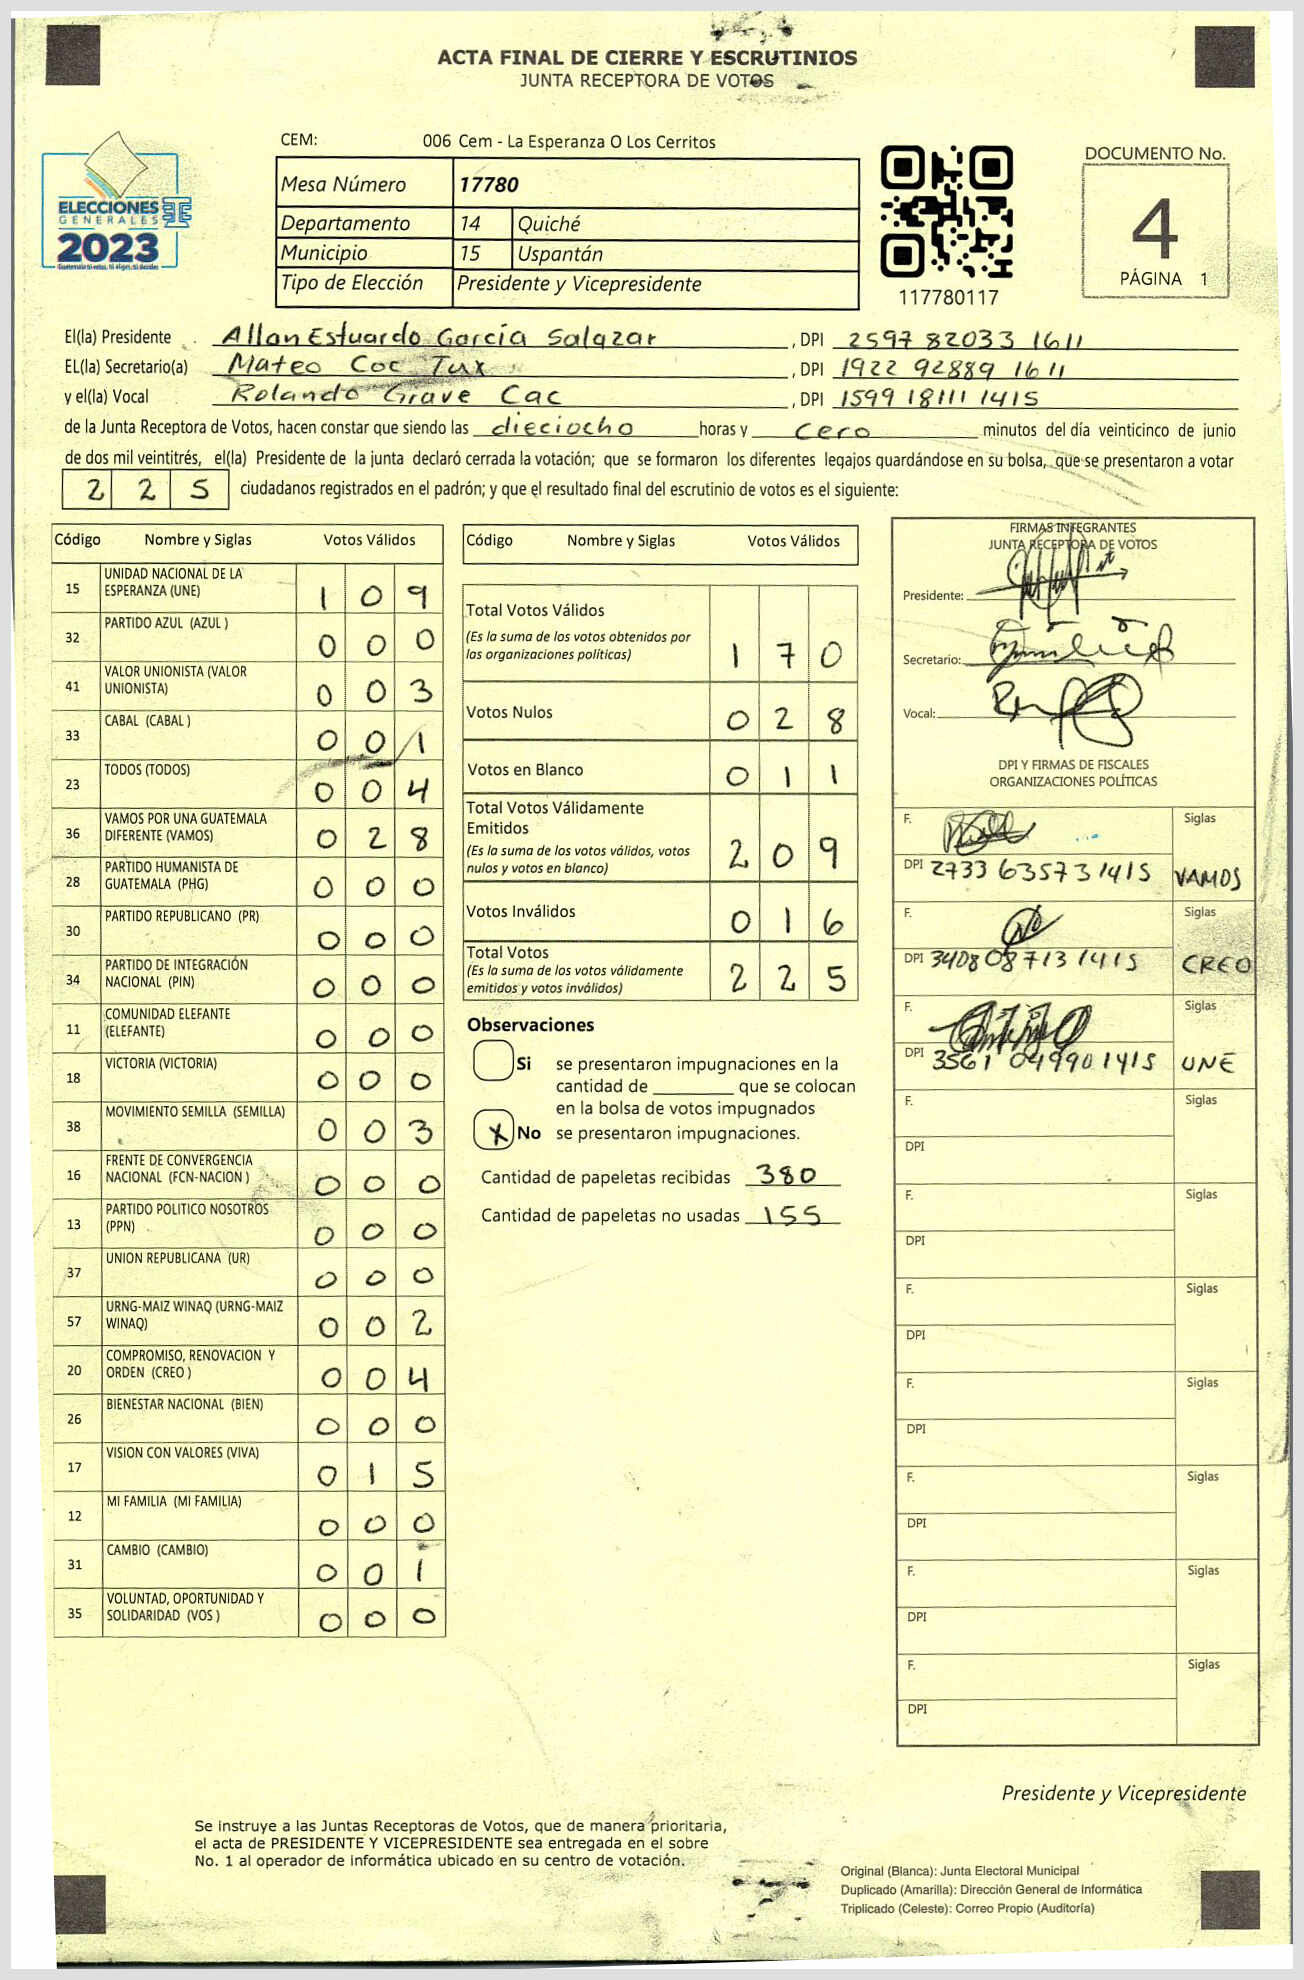 ACTA FINAL DE CIERRE Y ESCRUTINIOS
JUNTA RECEPTORA DE VOTOS
CEM: 006 Cem - La Esperanza O Los Cerritos
ELECCIONES
GENERALES
2023
Mesa Número 17780
Departamento 14 Quiché
Municipio 15 Uspantán
Tipo de Elección Presidente y Vicepresidente
117780117
DOCUMENTO No.
4
PÁGINA 1
El(la) Presidente Allan Estuardo García Salazar , DPI 2597 82033 1611
EL(la) Secretario(a) Mateo Coc Tux , DPI 1922 92889 1611
y el(la) Vocal Rolando Grave Cac , DPI 1599 18111 1415
de la Junta Receptora de Votos, hacen constar que siendo las dieciocho horas y cero minutos del día veinticinco de junio
de dos mil veintitrés, el(la) Presidente de la junta declaró cerrada la votación; que se formaron los diferentes legajos guardándose en su bolsa, que se presentaron a votar
2 2 5 ciudadanos registrados en el padrón; y que el resultado final del escrutinio de votos es el siguiente:
Código Nombre y Siglas Votos Válidos
15 UNIDAD NACIONAL DE LA
ESPERANZA (UNE) 1 0 9
32 PARTIDO AZUL (AZUL ) 0 0 0
41 VALOR UNIONISTA (VALOR
UNIONISTA) 0 0 3
33 CABAL (CABAL ) 0 0 1
23 TODOS (TODOS) 0 0 4
36 VAMOS POR UNA GUATEMALA
DIFERENTE (VAMOS) 0 2 8
28 PARTIDO HUMANISTA DE
GUATEMALA (PHG) 0 0 0
30 PARTIDO REPUBLICANO (PR) 0 0 0
34 PARTIDO DE INTEGRACIÓN
NACIONAL (PIN) 0 0 0
11 COMUNIDAD ELEFANTE
(ELEFANTE) 0 0 0
18 VICTORIA (VICTORIA) 0 0 0
38 MOVIMIENTO SEMILLA (SEMILLA) 0 0 3
16 FRENTE DE CONVERGENCIA
NACIONAL (FCN-NACION ) 0 0 0
13 PARTIDO POLITICO NOSOTROS
(PPN) 0 0 0
37 UNION REPUBLICANA (UR) 0 0 0
57 URNG-MAIZ WINAQ (URNG-MAIZ
WINAQ) 0 0 2
20 COMPROMISO, RENOVACION Y
ORDEN (CREO ) 0 0 4
26 BIENESTAR NACIONAL (BIEN) 0 0 0
17 VISION CON VALORES (VIVA) 0 1 5
12 MI FAMILIA (MI FAMILIA) 0 0 0
31 CAMBIO (CAMBIO) 0 0 1
35 VOLUNTAD, OPORTUNIDAD Y
SOLIDARIDAD (VOS ) 0 0 0
Código Nombre y Siglas Votos Válidos
Total Votos Válidos
(Es la suma de los votos obtenidos por
las organizaciones políticas) 1 7 0
Votos Nulos 0 2 8
Votos en Blanco 0 1 1
Total Votos Válidamente
Emitidos
(Es la suma de los votos válidos, votos
nulos y votos en blanco) 2 0 9
Votos Inválidos 0 1 6
Total Votos
(Es la suma de los votos válidamente
emitidos y votos inválidos) 2 2 5
Observaciones
Si se presentaron impugnaciones en la
cantidad de ________ que se colocan
en la bolsa de votos impugnados
X No se presentaron impugnaciones.
Cantidad de papeletas recibidas 380
Cantidad de papeletas no usadas 155
FIRMAS INTEGRANTES
JUNTA RECEPTORA DE VOTOS
Presidente:
Secretario:
Vocal:
DPI Y FIRMAS DE FISCALES
ORGANIZACIONES POLÍTICAS
F. Siglas
DPI 2733 63573 1415 VAMOS
F. Siglas
DPI 3408 08713 1415 CREO
F. Siglas
DPI 3561 04990 1415 UNE
F. Siglas
DPI
F. Siglas
DPI
F. Siglas
DPI
F. Siglas
DPI
F. Siglas
DPI
F. Siglas
DPI
F. Siglas
DPI
Presidente y Vicepresidente
Se instruye a las Juntas Receptoras de Votos, que de manera prioritaria,
el acta de PRESIDENTE Y VICEPRESIDENTE sea entregada en el sobre
No. 1 al operador de informática ubicado en su centro de votación.
Original (Blanca): Junta Electoral Municipal
Duplicado (Amarilla): Dirección General de Informática
Triplicado (Celeste): Correo Propio (Auditoría)